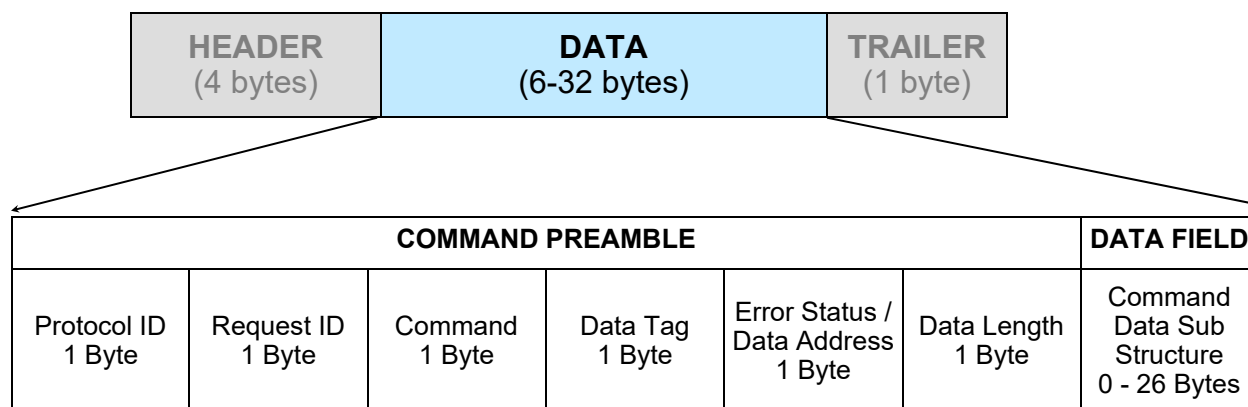 HEADER
(4 bytes)
DATA
(6-32 bytes)
TRAILER
(1 byte)
COMMAND PREAMBLE
DATA FIELD
Protocol ID
1 Byte
Request ID
1 Byte
Command
1 Byte
Data Tag
1 Byte
Error Status /
Data Address
1 Byte
Data Length
1 Byte
Command
Data Sub
Structure
0 - 26 Bytes